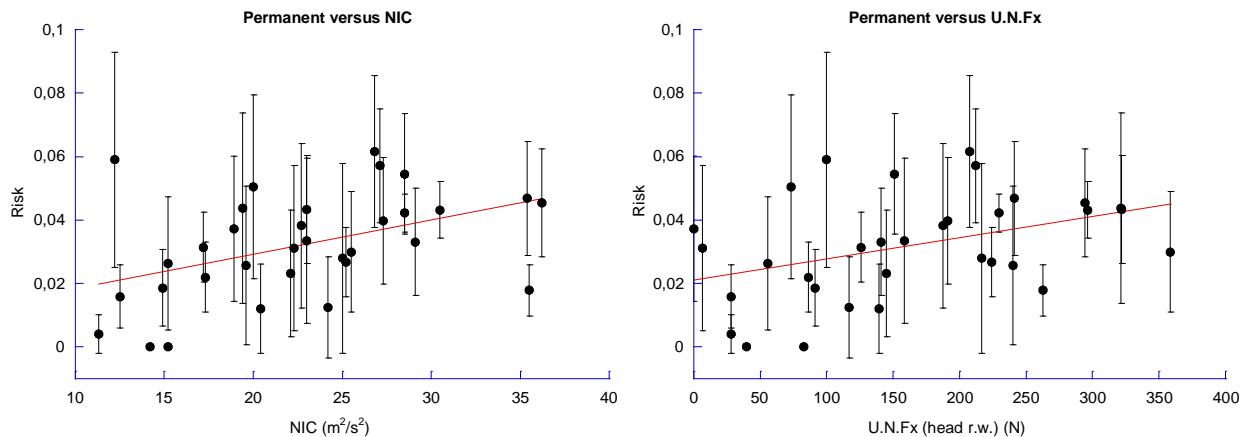 Permanent versus NIC
0,1
0,08
0,06
0,04
0,02
0
Risk
10 15 20 25 30 35 40
NIC (m²/s²)
Permanent versus U.N.Fx
0,1
0,08
0,06
0,04
0,02
0
Risk
0 50 100 150 200 250 300 350 400
U.N.Fx (head r.w.) (N)